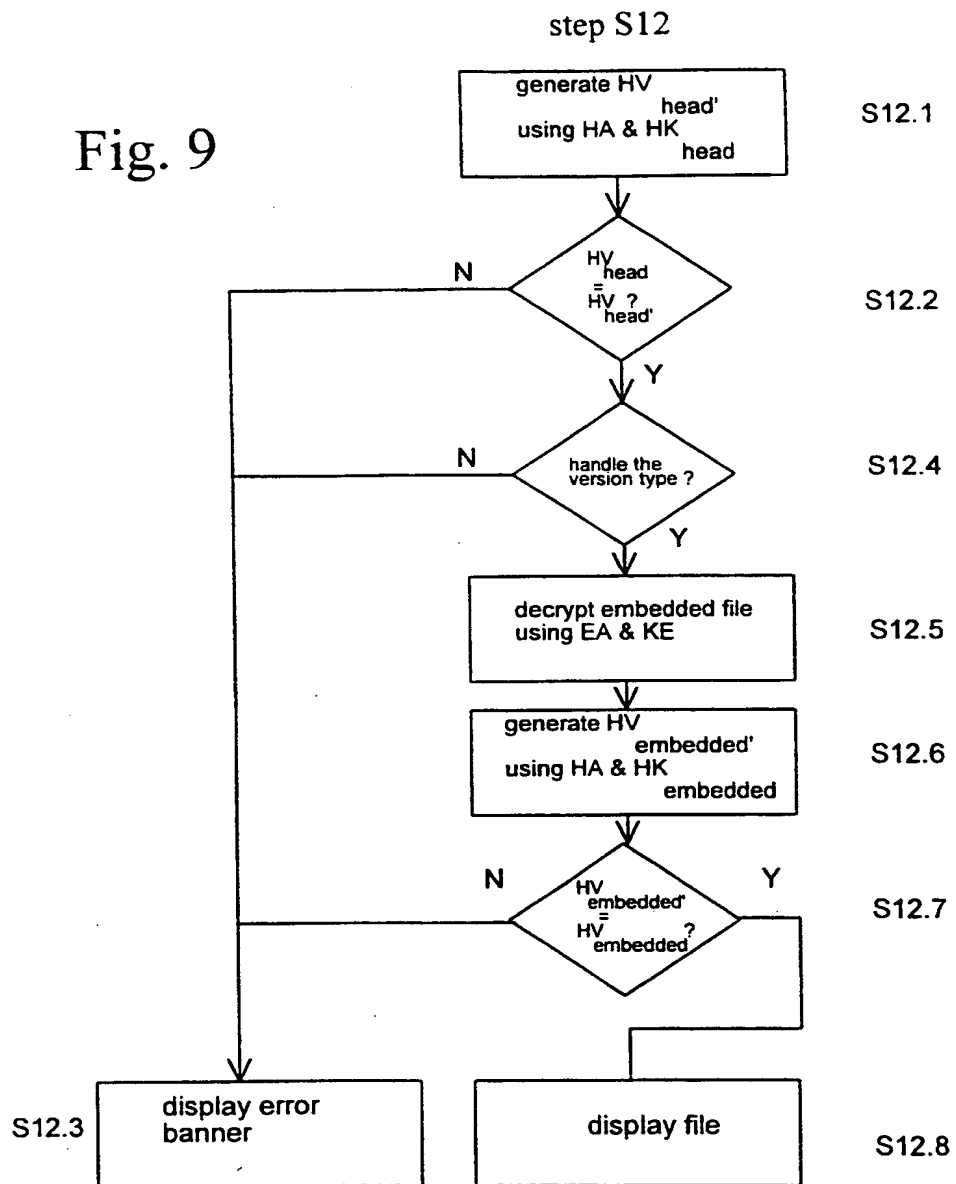 step S12
Fig. 9
generate HV
head'
using HA & HK
head
S12.1
HV
head
=
HV ?
head'
N
S12.2
Y
handle the
version type ?
N
S12.4
Y
decrypt embedded file
using EA & KE
S12.5
generate HV
embedded'
using HA & HK
embedded
S12.6
N
HV
embedded'
=
HV ?
embedded
Y
S12.7
S12.3
display error
banner
display file
S12.8